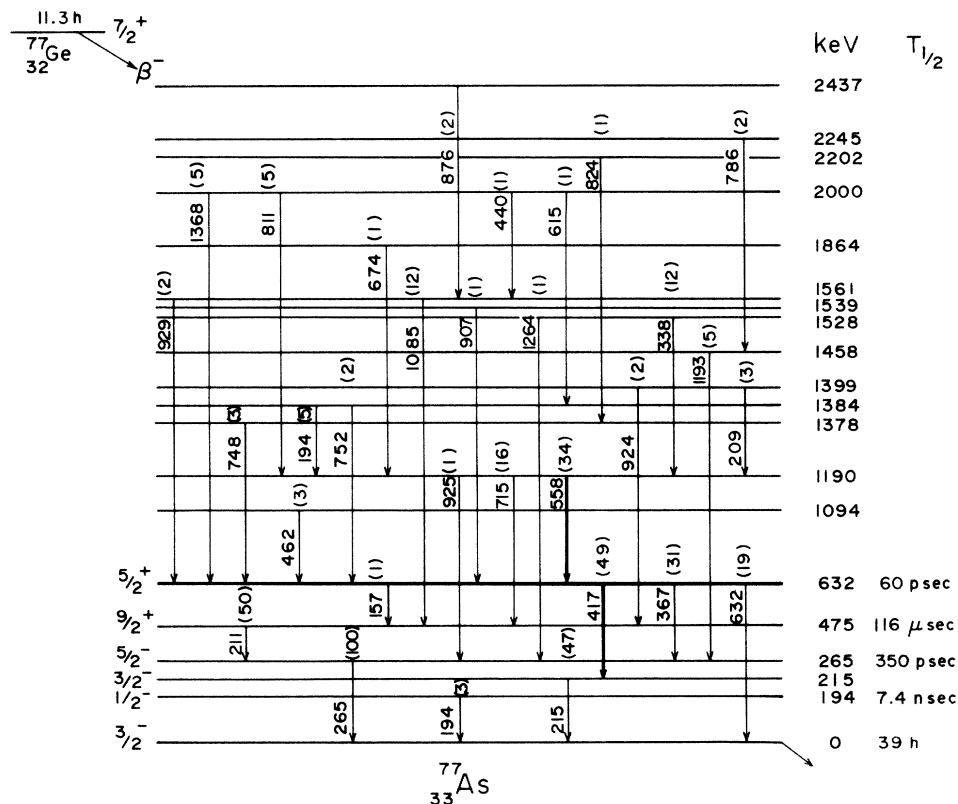 11.3 h 7/2+
77 32 Ge
β−
keV T1/2
2437
(2) (1) (2)
2245
876 824 786
2202
(5) (5) (1) (1)
2000
1368 811 440 615
(1)
1864
674
(2) (12) (1) (1) (12)
1561
1539
929 1085 907 1264 338
1528
(5)
1458
(2) 1193 (2) (3)
1399
1384
(3) (5)
1378
748 194 752 924 209
(1) (16) (34)
1190
925 715 558
(3)
1094
462
(1) (49) (31) (19)
5/2+ 632 60 psec
157 417 367 632
(50)
9/2+ 475 116 μsec
211 (100) (47)
5/2− 265 350 psec
3/2− 215
(3)
1/2− 194 7.4 nsec
265 194 215
3/2− 0 39 h
77 33 As